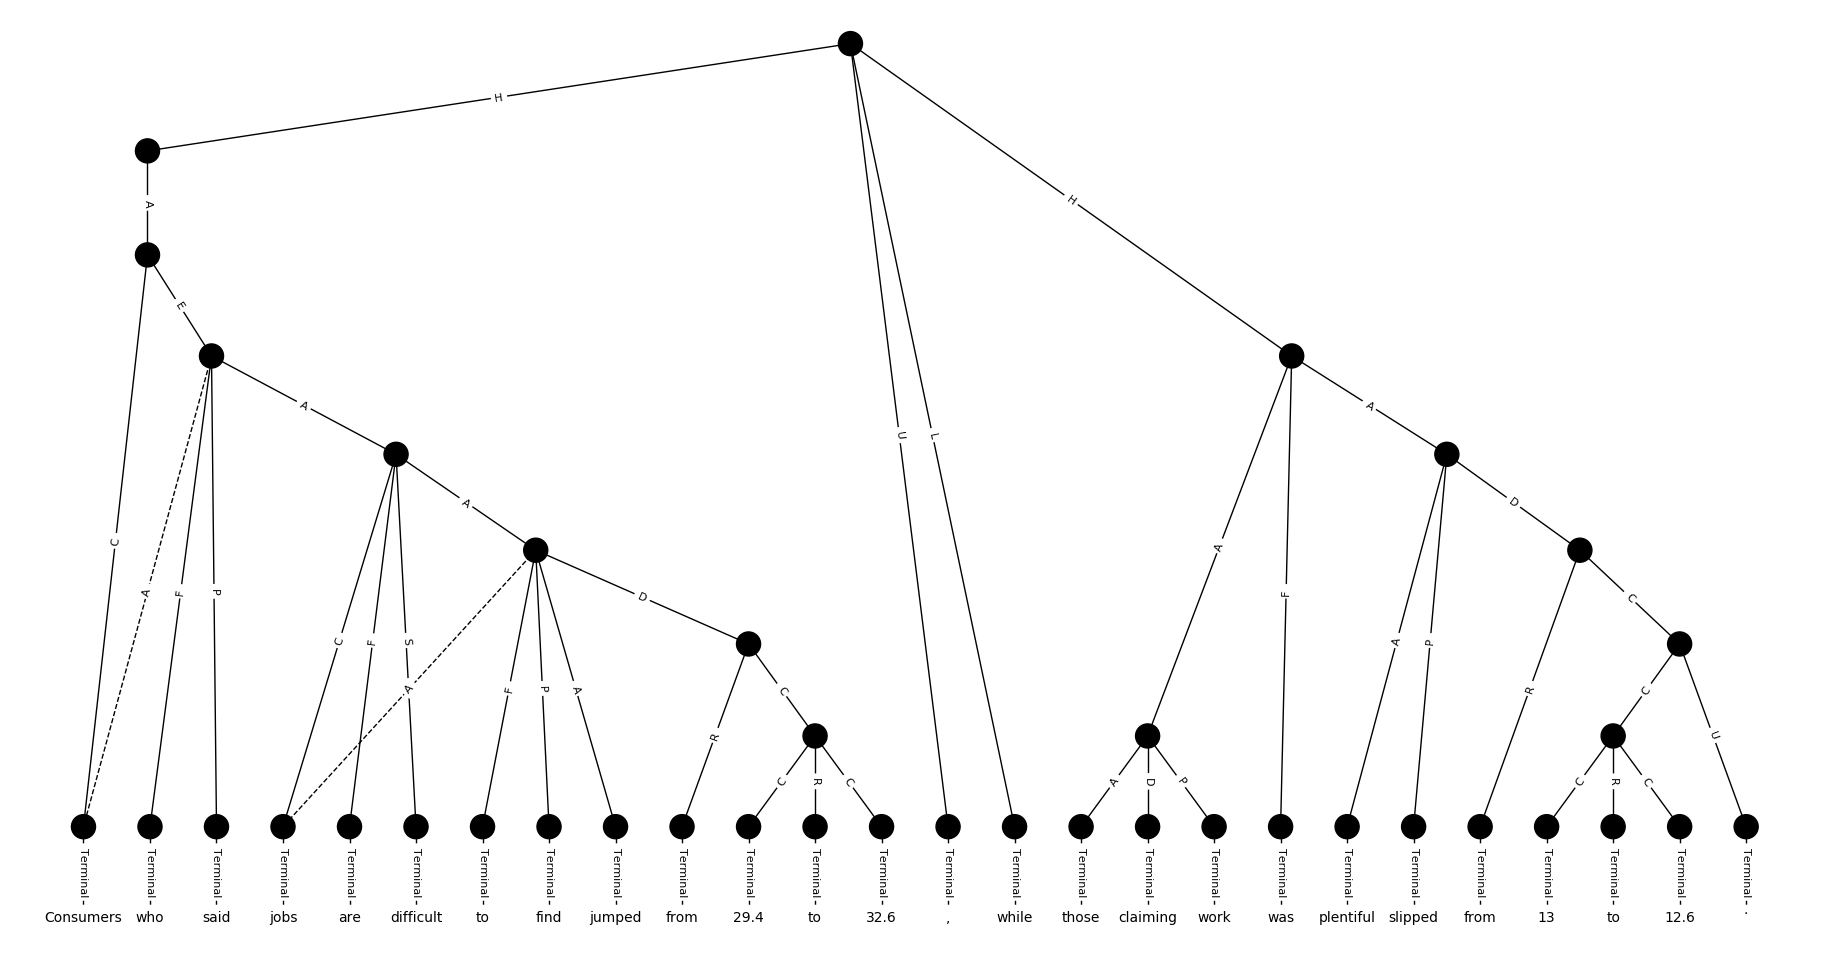 H
H
A
E
A
A
A
D
C
U
L
A
D
C
C
A
F
P
C
F
S
A
F
P
A
D
R
C
A
F
A
P
R
C
U
C
R
C
A
D
P
C
R
C
Terminal Terminal Terminal Terminal Terminal Terminal Terminal Terminal Terminal Terminal Terminal Terminal Terminal Terminal Terminal Terminal Terminal Terminal Terminal Terminal Terminal Terminal Terminal Terminal Terminal Terminal
Consumers who said jobs are difficult to find jumped from 29.4 to 32.6 , while those claiming work was plentiful slipped from 13 to 12.6 .